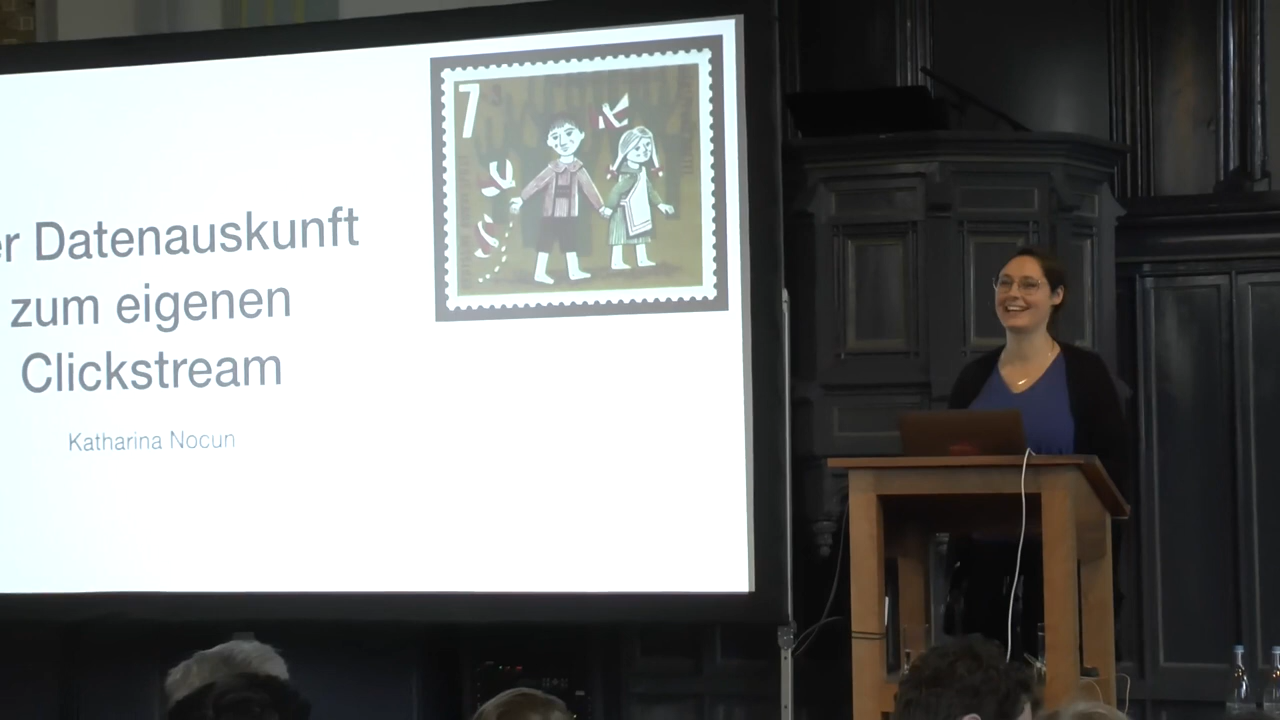 er Datenauskunft
zum eigenen
Clickstream
Katharina Nocun
7